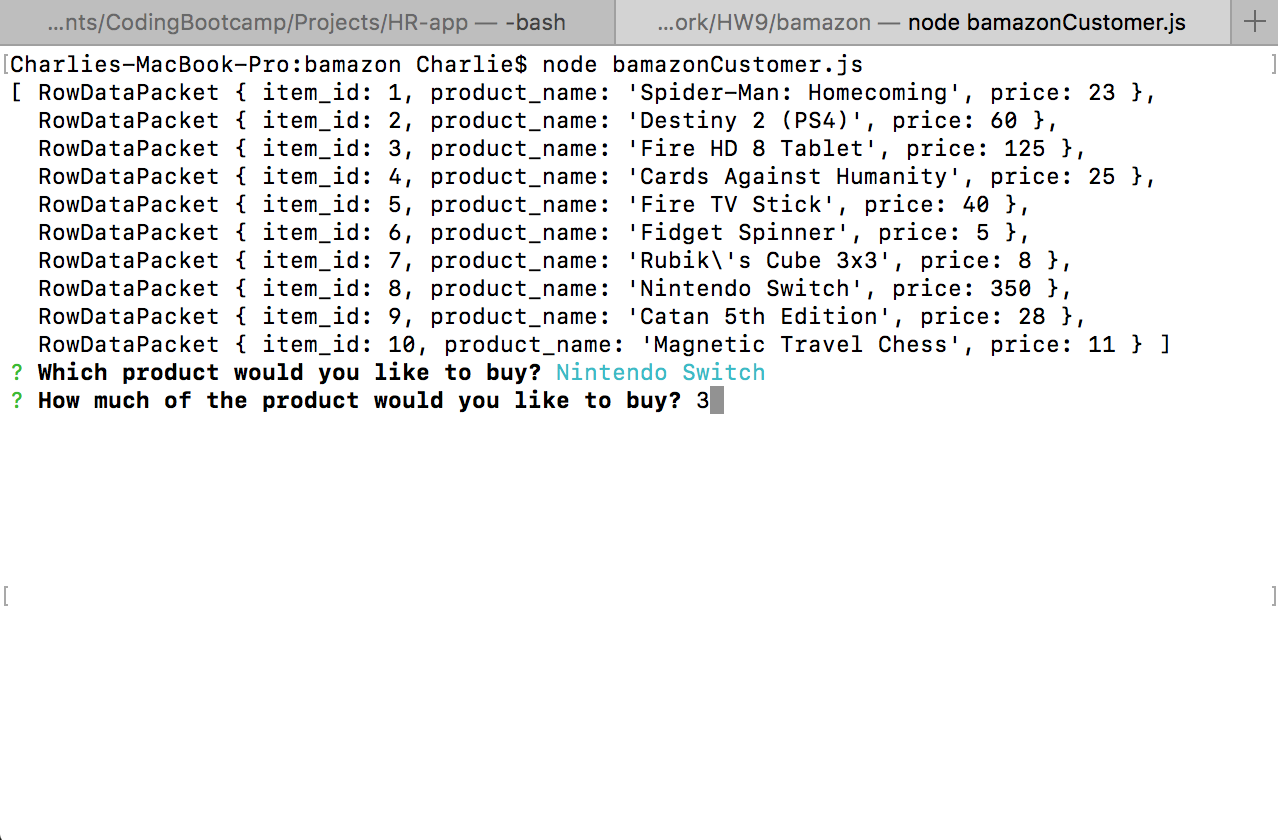 ...nts/CodingBootcamp/Projects/HR-app — -bash
...ork/HW9/bamazon — node bamazonCustomer.js
+
[Charlies-MacBook-Pro:bamazon Charlie$ node bamazonCustomer.js ]
[ RowDataPacket { item_id: 1, product_name: 'Spider-Man: Homecoming', price: 23 },
  RowDataPacket { item_id: 2, product_name: 'Destiny 2 (PS4)', price: 60 },
  RowDataPacket { item_id: 3, product_name: 'Fire HD 8 Tablet', price: 125 },
  RowDataPacket { item_id: 4, product_name: 'Cards Against Humanity', price: 25 },
  RowDataPacket { item_id: 5, product_name: 'Fire TV Stick', price: 40 },
  RowDataPacket { item_id: 6, product_name: 'Fidget Spinner', price: 5 },
  RowDataPacket { item_id: 7, product_name: 'Rubik\'s Cube 3x3', price: 8 },
  RowDataPacket { item_id: 8, product_name: 'Nintendo Switch', price: 350 },
  RowDataPacket { item_id: 9, product_name: 'Catan 5th Edition', price: 28 },
  RowDataPacket { item_id: 10, product_name: 'Magnetic Travel Chess', price: 11 } ]
? Which product would you like to buy? Nintendo Switch
? How much of the product would you like to buy? 3
[ ]